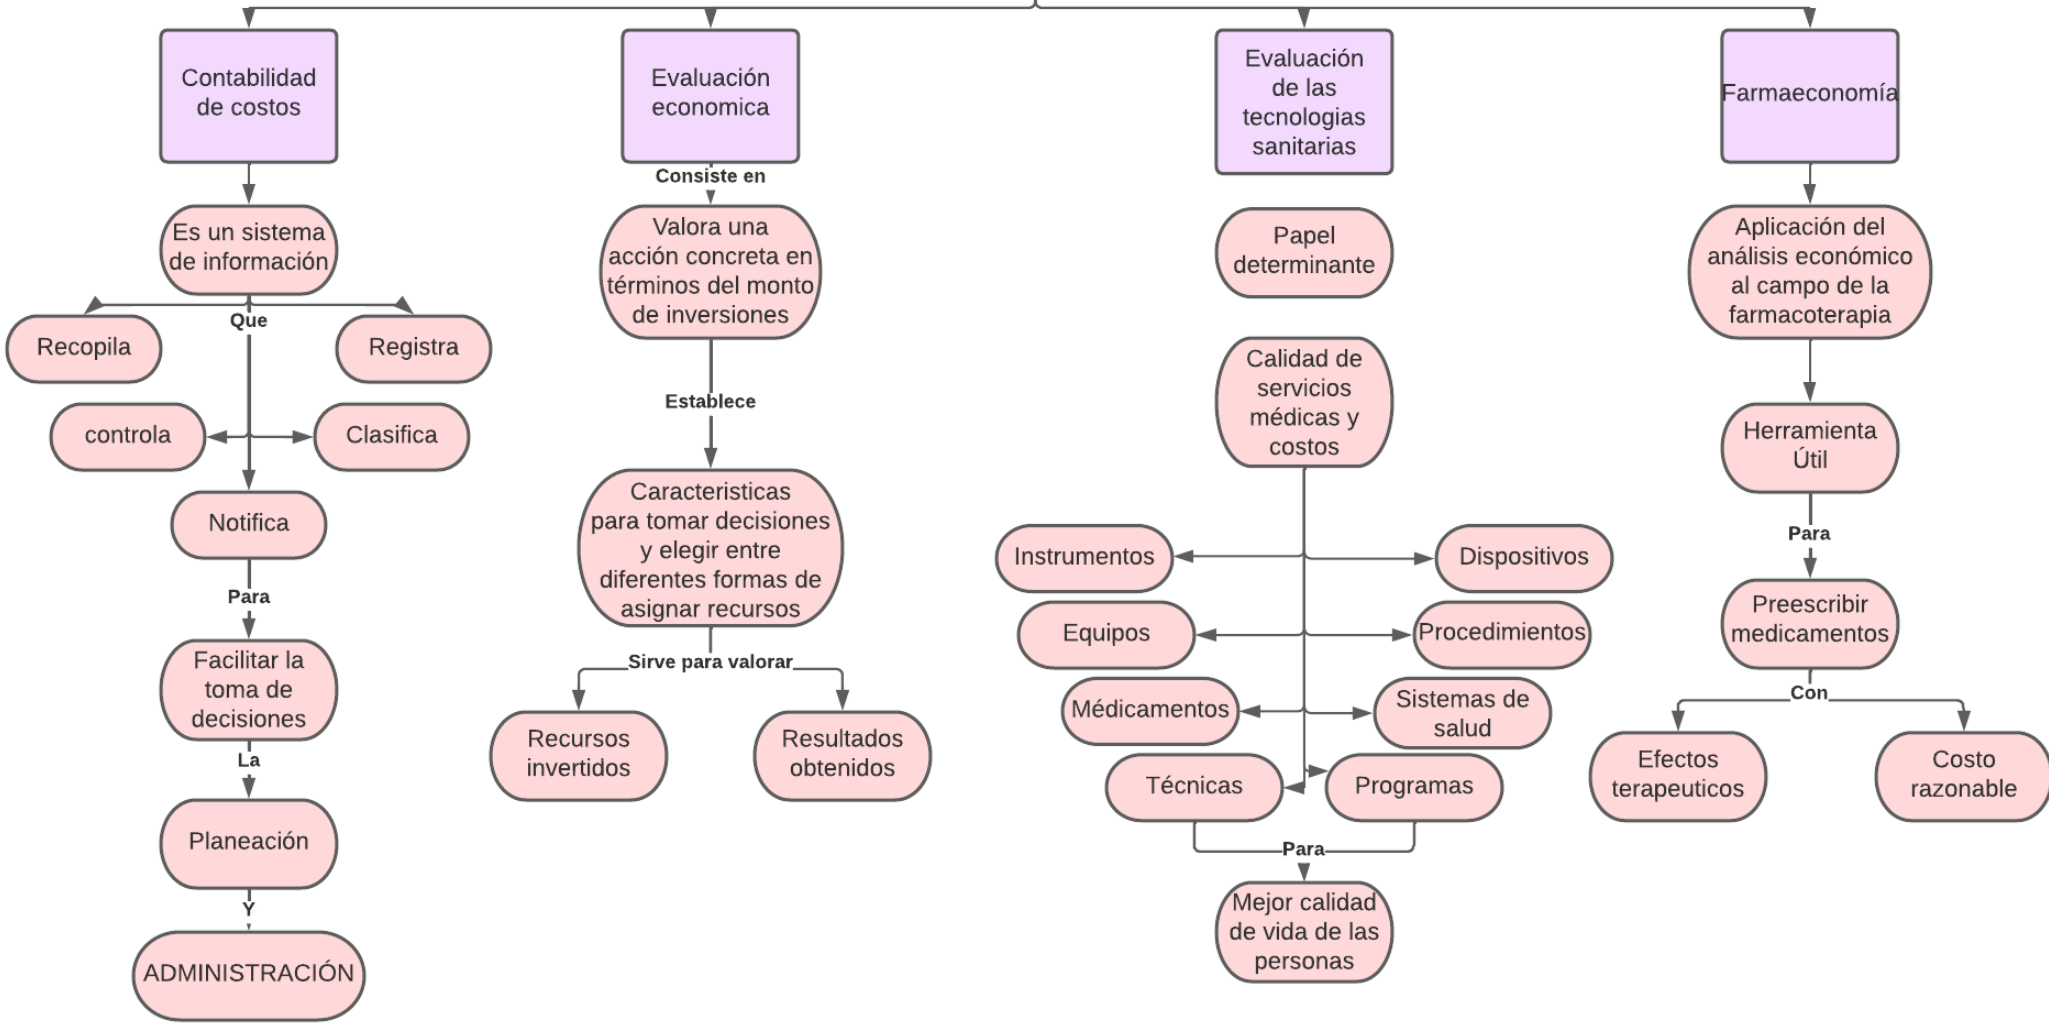 Contabilidad
de costos
Es un sistema
de información
Que
Recopila
Registra
controla
Clasifica
Notifica
Para
Facilitar la
toma de
decisiones
La
Planeación
Y
ADMINISTRACIÓN
Evaluación
economica
Consiste en
Valora una
acción concreta en
términos del monto
de inversiones
Establece
Caracteristicas
para tomar decisiones
y elegir entre
diferentes formas de
asignar recursos
Sirve para valorar
Recursos
invertidos
Resultados
obtenidos
Evaluación
de las
tecnologias
sanitarias
Papel
determinante
Calidad de
servicios
médicas y
costos
Instrumentos
Dispositivos
Equipos
Procedimientos
Médicamentos
Sistemas de
salud
Técnicas
Programas
Para
Mejor calidad
de vida de las
personas
Farmaeconomía
Aplicación del
análisis económico
al campo de la
farmacoterapia
Herramienta
Útil
Para
Preescribir
medicamentos
Con
Efectos
terapeuticos
Costo
razonable